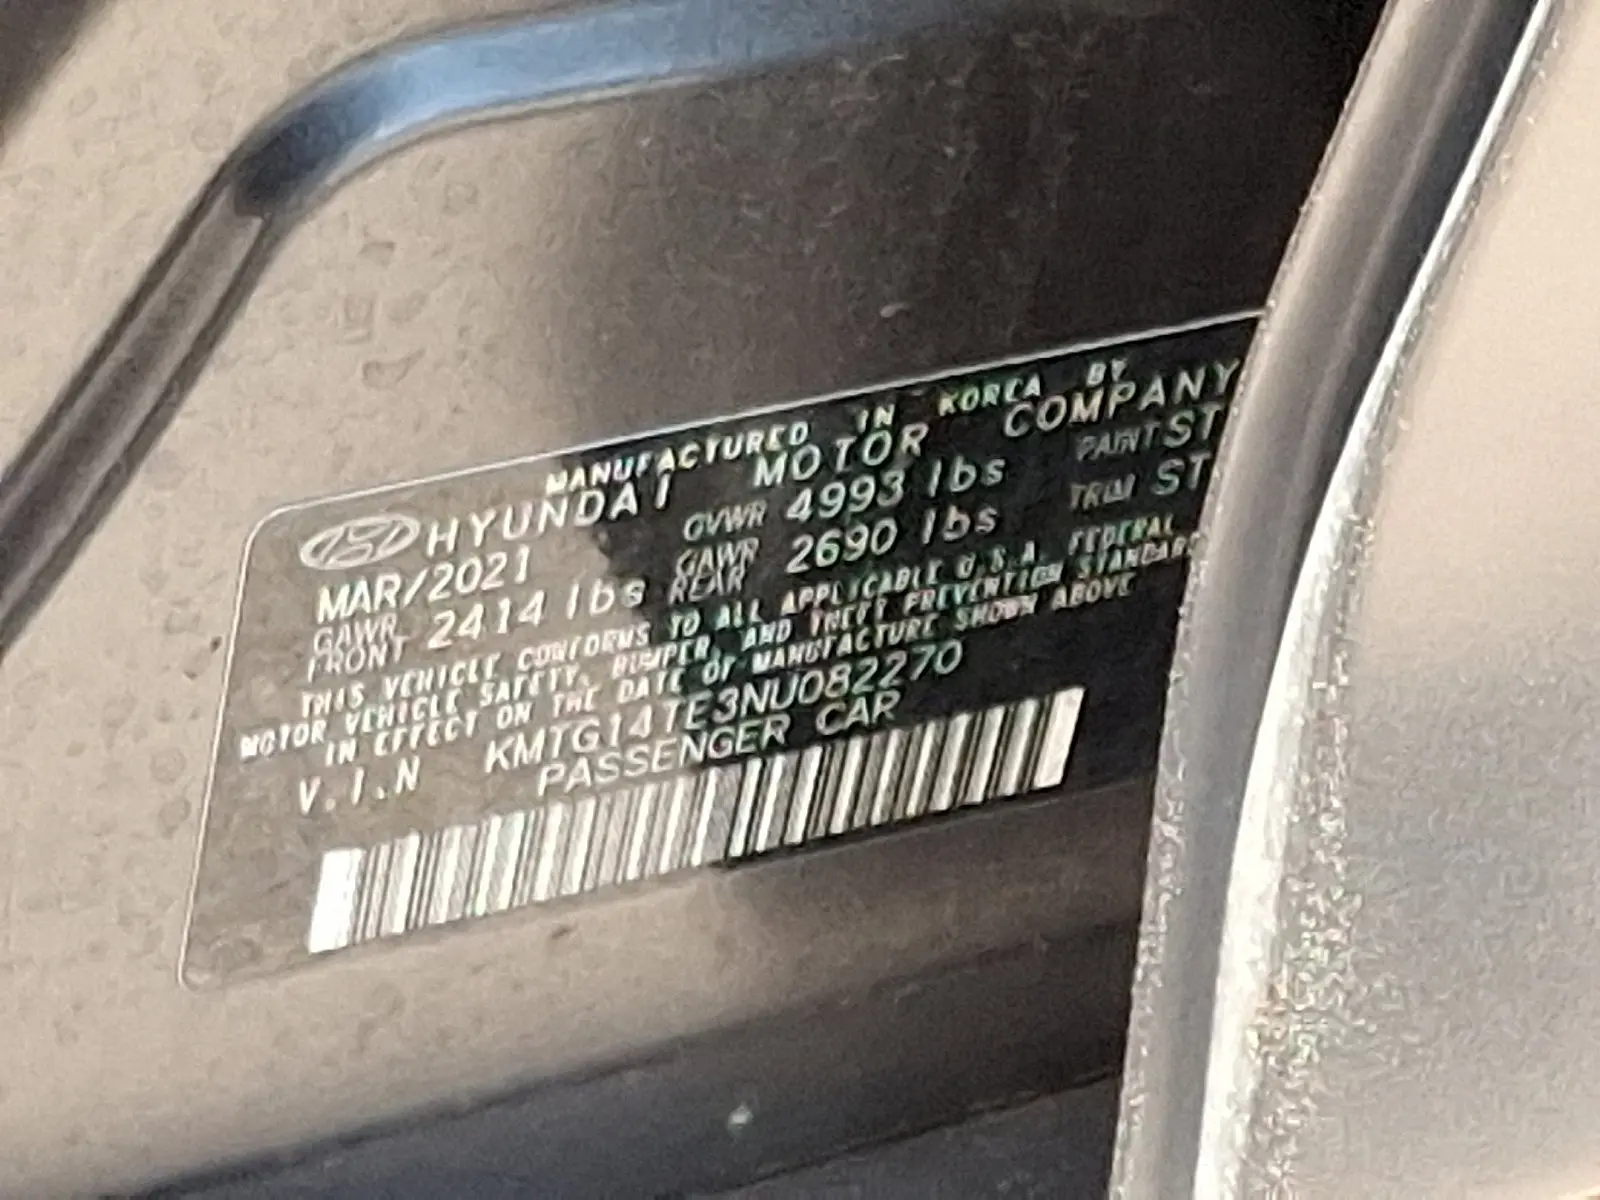 MANUFACTURED IN KOREA BY
HYUNDAI MOTOR COMPANY
MAR/2021 GVWR 4993 lbs PAINT ST
GAWR FRONT 2414 lbs GAWR REAR 2690 lbs TRIM ST
THIS VEHICLE CONFORMS TO ALL APPLICABLE U.S.A. FEDERAL
MOTOR VEHICLE SAFETY, BUMPER, AND THEFT PREVENTION STANDARDS
IN EFFECT ON THE DATE OF MANUFACTURE SHOWN ABOVE
V.I.N KMTG14TE3NU082270
PASSENGER CAR